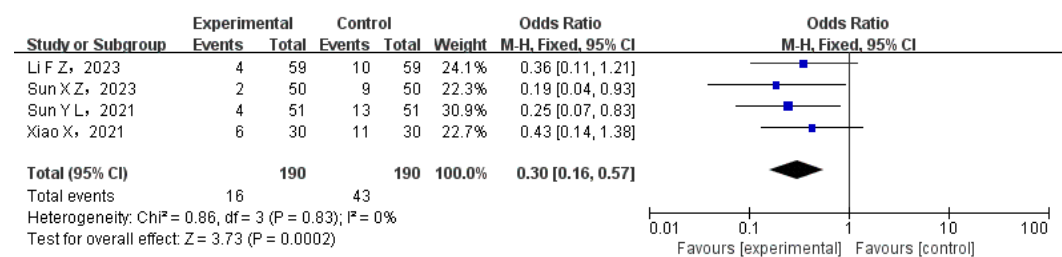 Experimental Control Odds Ratio Odds Ratio
Study or Subgroup Events Total Events Total Weight M-H, Fixed, 95% CI M-H, Fixed, 95% CI
Li F Z，2023 4 59 10 59 24.1% 0.36 [0.11, 1.21]
Sun X Z，2023 2 50 9 50 22.3% 0.19 [0.04, 0.93]
Sun Y L，2021 4 51 13 51 30.9% 0.25 [0.07, 0.83]
Xiao X，2021 6 30 11 30 22.7% 0.43 [0.14, 1.38]
Total (95% CI) 190 190 100.0% 0.30 [0.16, 0.57]
Total events 16 43
Heterogeneity: Chi² = 0.86, df = 3 (P = 0.83); I² = 0%
Test for overall effect: Z = 3.73 (P = 0.0002)
0.01 0.1 1 10 100
Favours [experimental] Favours [control]